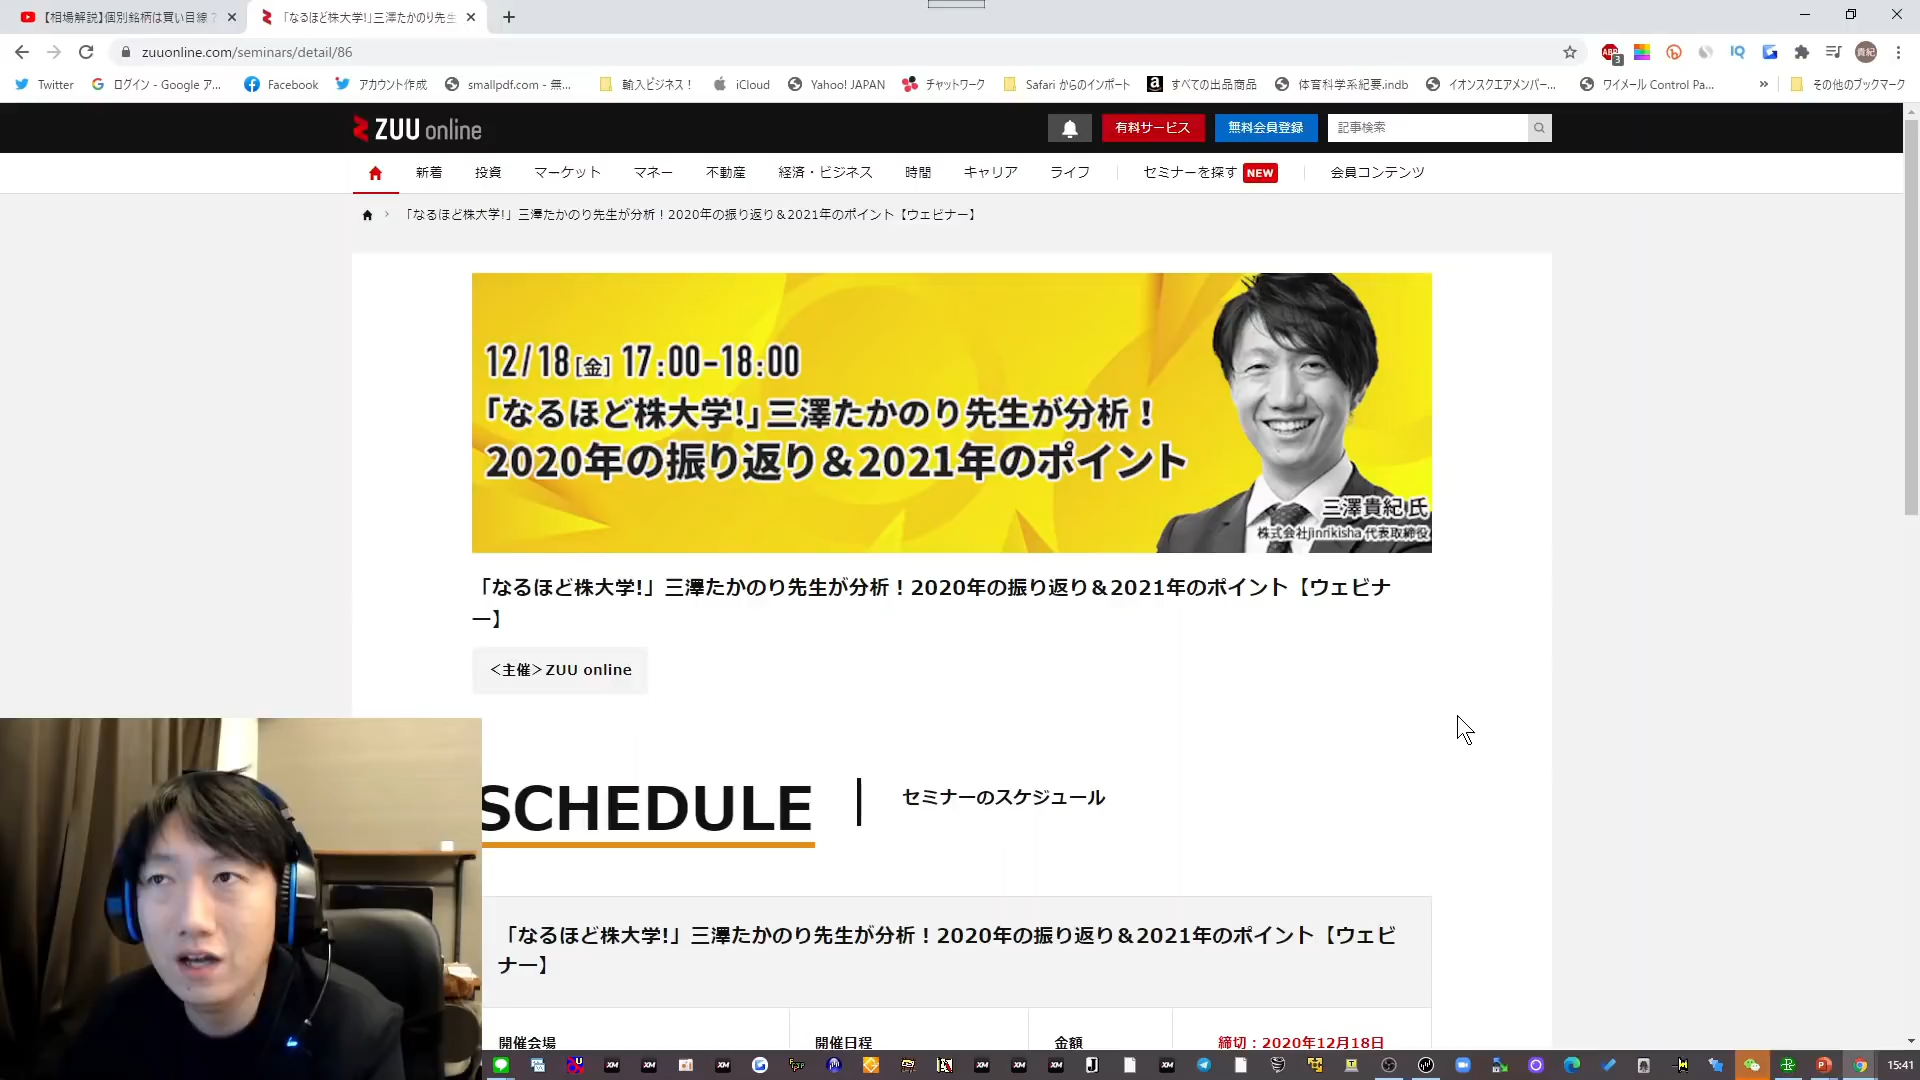 【相場解説】個別銘柄は買い目線？
「なるほど株大学!」三澤たかのり先生
zuuonline.com/seminars/detail/86
ABP
3
IQ
貴紀
Twitter
ログイン - Google ア...
Facebook
アカウント作成
smallpdf.com - 無...
輸入ビジネス！
iCloud
Yahoo! JAPAN
チャットワーク
Safari からのインポート
すべての出品商品
体育科学系紀要.indb
イオンスクエアメンバー...
ワイメール Control Pa...
»
その他のブックマーク
ZUU online
有料サービス
無料会員登録
記事検索
新着
投資
マーケット
マネー
不動産
経済・ビジネス
時間
キャリア
ライフ
セミナーを探す NEW
会員コンテンツ
「なるほど株大学!」三澤たかのり先生が分析！2020年の振り返り＆2021年のポイント【ウェビナー】
12/18[金] 17:00-18:00
「なるほど株大学!」三澤たかのり先生が分析！
2020年の振り返り＆2021年のポイント
三澤貴紀 氏
株式会社jinrikisha 代表取締役
「なるほど株大学!」三澤たかのり先生が分析！2020年の振り返り＆2021年のポイント【ウェビナ
ー】
＜主催＞ZUU online
SCHEDULE
セミナーのスケジュール
「なるほど株大学!」三澤たかのり先生が分析！2020年の振り返り＆2021年のポイント【ウェビ
ナー】
開催会場
開催日程
金額
締切：2020年12月18日
15:41